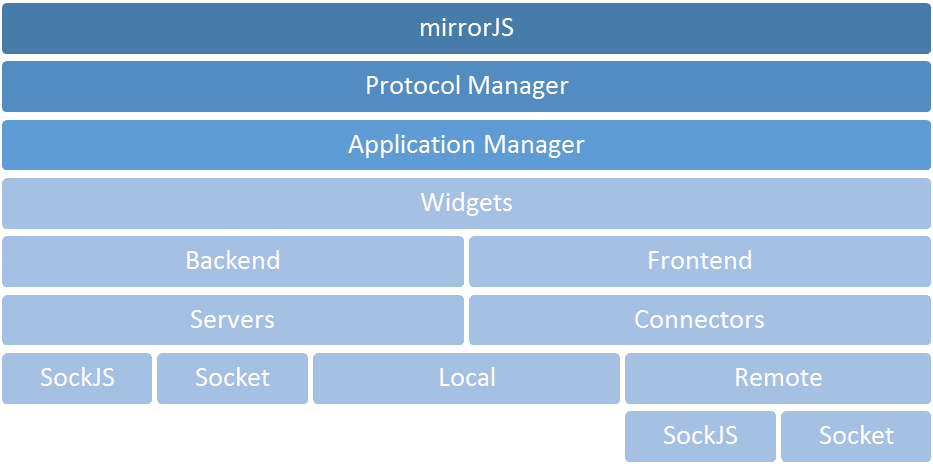 mirrorJS
Protocol Manager
Application Manager
Widgets
Backend
Frontend
Servers
Connectors
SockJS
Socket
Local
Remote
SockJS
Socket